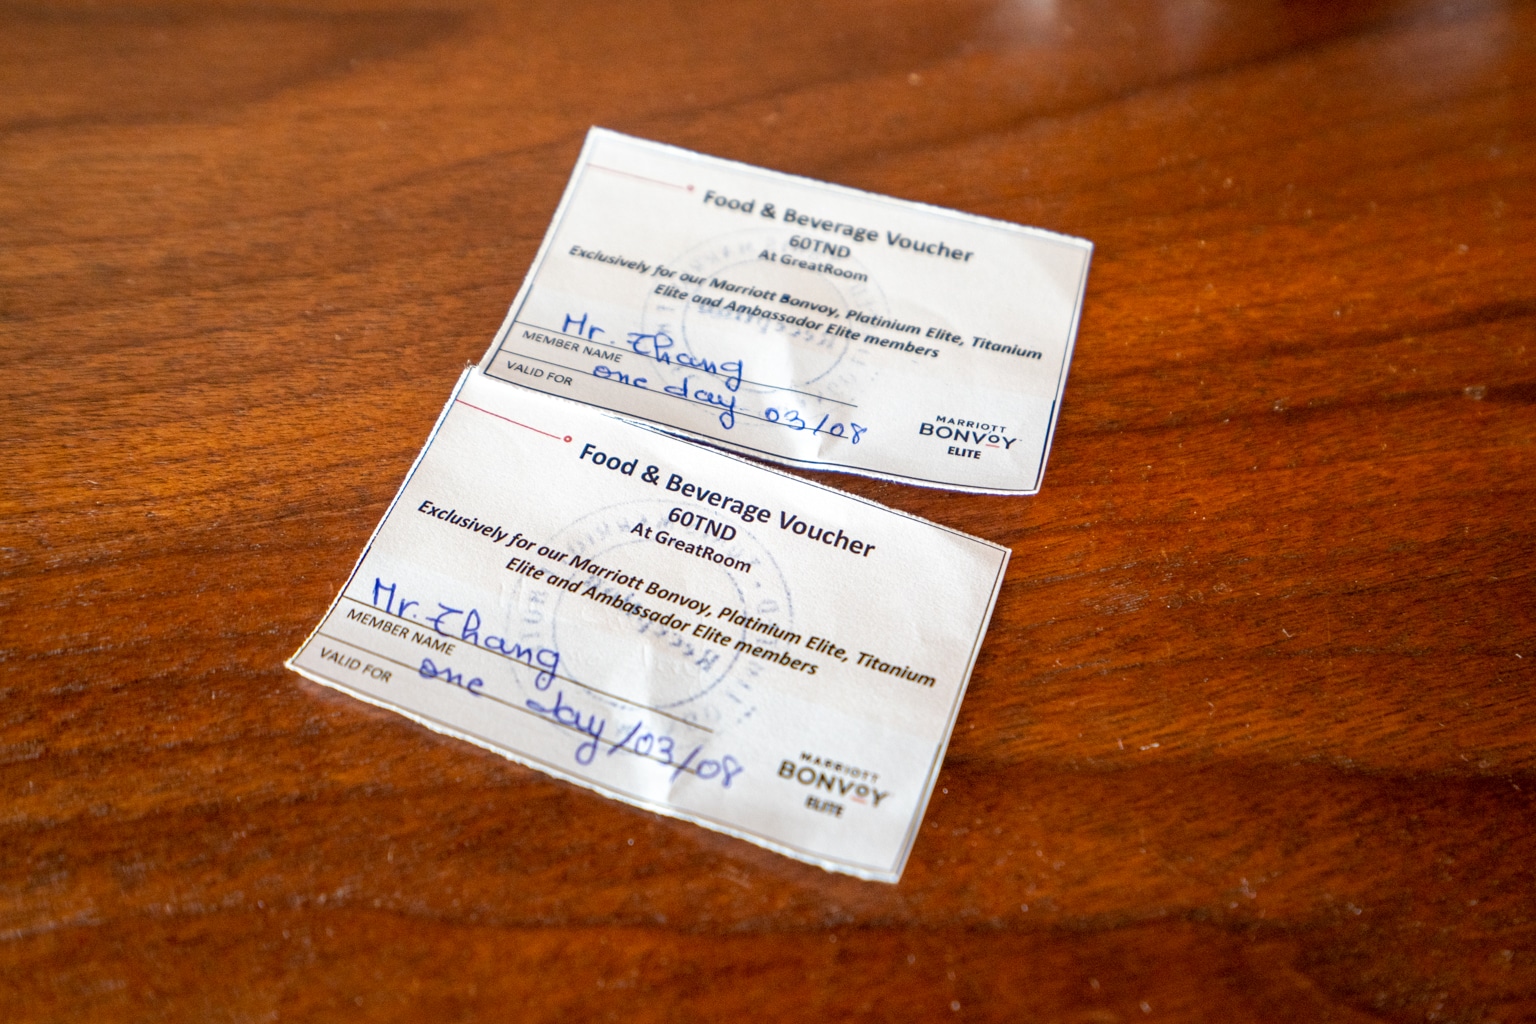 Food & Beverage Voucher
60TND
At GreatRoom
Exclusively for our Marriott Bonvoy, Platinium Elite, Titanium
Elite and Ambassador Elite members
Mr. Zhang
MEMBER NAME
one day 03/08
VALID FOR
MARRIOTT
BONVOY
ELITE
Food & Beverage Voucher
60TND
At GreatRoom
Exclusively for our Marriott Bonvoy, Platinium Elite, Titanium
Elite and Ambassador Elite members
Mr. Zhang
MEMBER NAME
one day /03/08
VALID FOR
MARRIOTT
BONVOY
ELITE